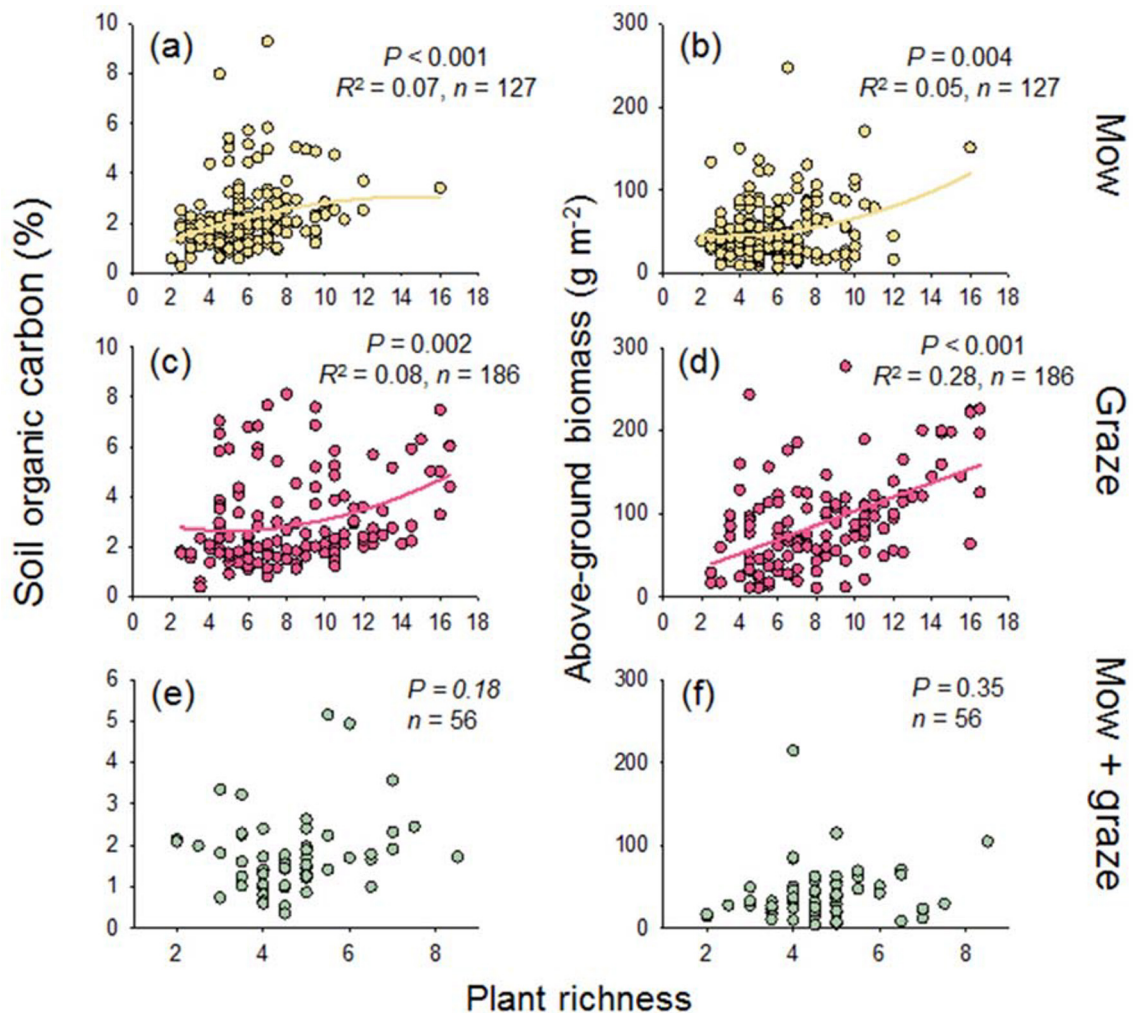 (a)
P < 0.001
R² = 0.07, n = 127
10
8
6
4
2
0
2 4 6 8 10 12 14 16 18
(b)
P = 0.004
R² = 0.05, n = 127
300
200
100
0
2 4 6 8 10 12 14 16 18
Mow
(c)
P = 0.002
R² = 0.08, n = 186
10
8
6
4
2
0
2 4 6 8 10 12 14 16 18
(d)
P < 0.001
R² = 0.28, n = 186
300
200
100
0
2 4 6 8 10 12 14 16 18
Graze
(e)
P = 0.18
n = 56
6
5
4
3
2
1
0
2 4 6 8
(f)
P = 0.35
n = 56
300
200
100
0
2 4 6 8
Mow + graze
Soil organic carbon (%)
Above-ground biomass (g m⁻²)
Plant richness